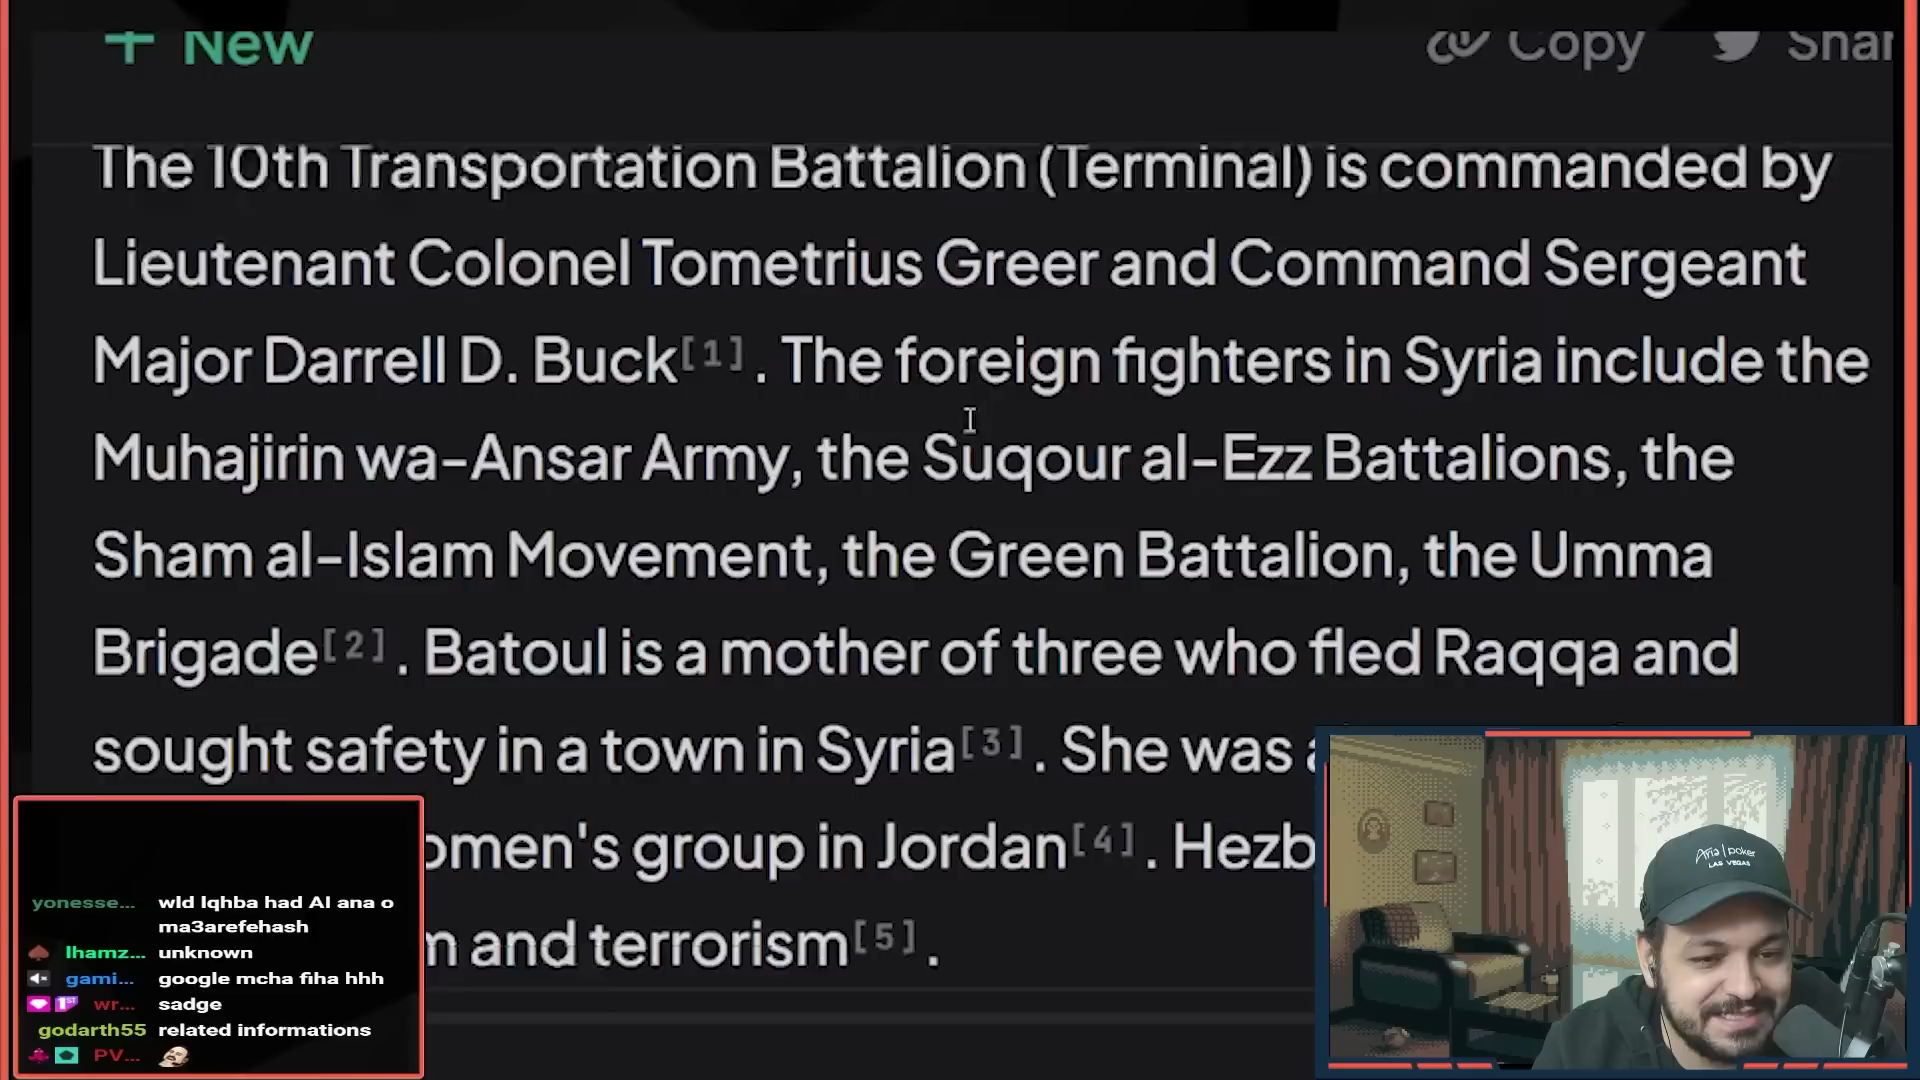 + New
Copy
Shar
The 10th Transportation Battalion (Terminal) is commanded by
Lieutenant Colonel Tometrius Greer and Command Sergeant
Major Darrell D. Buck[1]. The foreign fighters in Syria include the
Muhajirin wa-Ansar Army, the Suqour al-Ezz Battalions, the
Sham al-Islam Movement, the Green Battalion, the Umma
Brigade[2]. Batoul is a mother of three who fled Raqqa and
sought safety in a town in Syria[3]. She was a
omen's group in Jordan[4]. Hezb
m and terrorism[5].
yonesse... wld lqhba had AI ana o
ma3arefehash
lhamz... unknown
gami... google mcha fiha hhh
1ST wr... sadge
godarth55 related informations
PV...
Aria | poker
LAS VEGAS